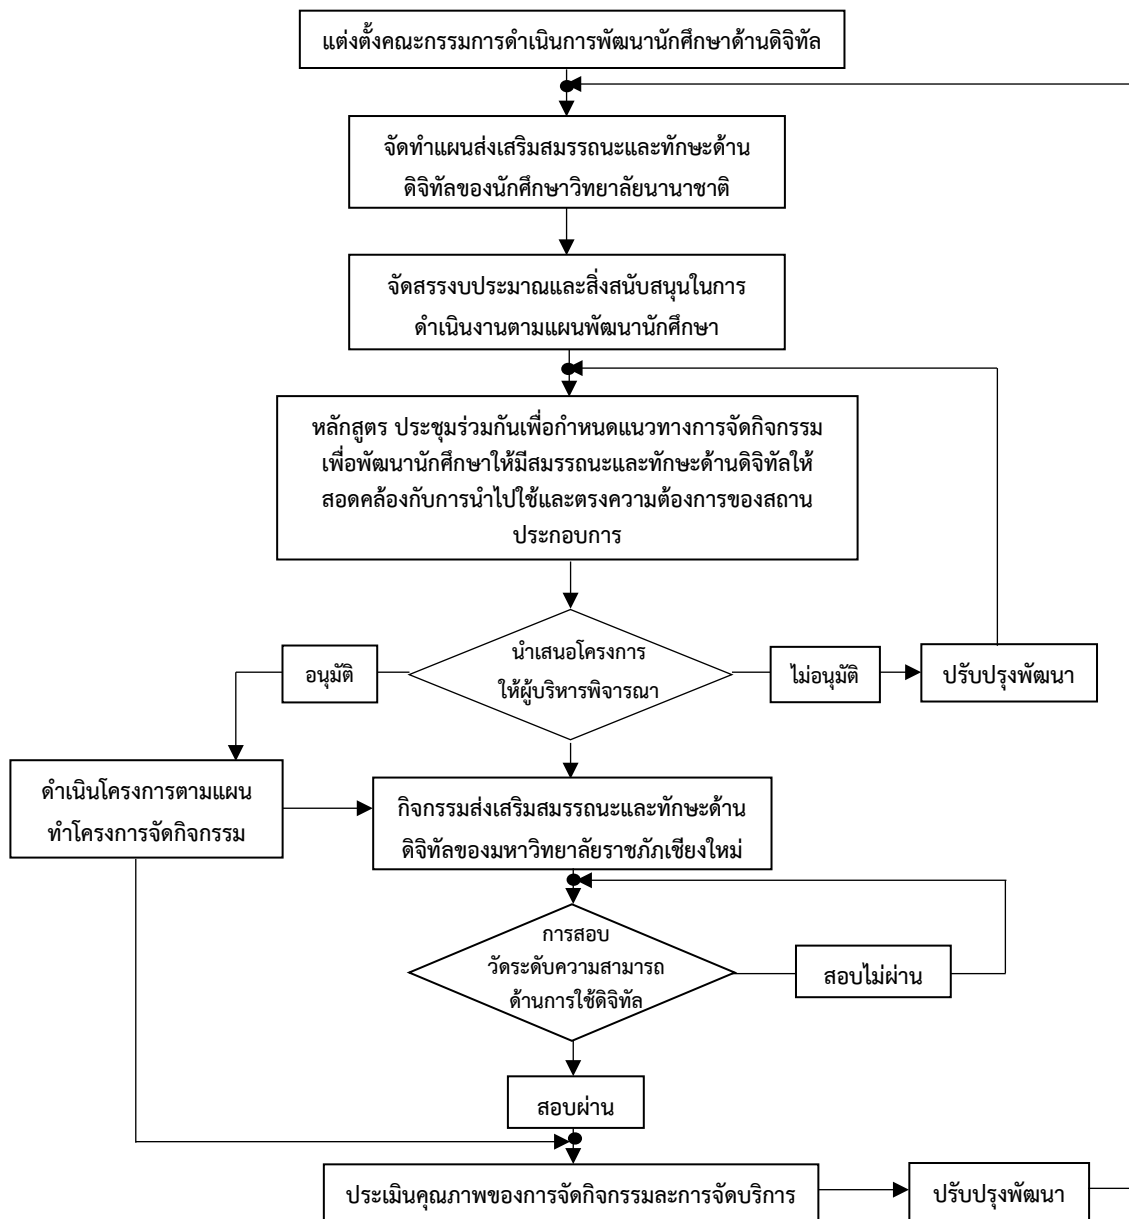 แต่งตั้งคณะกรรมการดำเนินการพัฒนานักศึกษาด้านดิจิทัล
จัดทำแผนส่งเสริมสมรรถนะและทักษะด้าน
ดิจิทัลของนักศึกษาวิทยาลัยนานาชาติ
จัดสรรงบประมาณและสิ่งสนับสนุนในการ
ดำเนินงานตามแผนพัฒนานักศึกษา
หลักสูตร ประชุมร่วมกันเพื่อกำหนดแนวทางการจัดกิจกรรม
เพื่อพัฒนานักศึกษาให้มีสมรรถนะและทักษะด้านดิจิทัลให้
สอดคล้องกับการนำไปใช้และตรงความต้องการของสถาน
ประกอบการ
นำเสนอโครงการ
ให้ผู้บริหารพิจารณา
อนุมัติ
ไม่อนุมัติ
ปรับปรุงพัฒนา
ดำเนินโครงการตามแผน
ทำโครงการจัดกิจกรรม
กิจกรรมส่งเสริมสมรรถนะและทักษะด้าน
ดิจิทัลของมหาวิทยาลัยราชภัภเชียงใหม่
การสอบ
วัดระดับความสามารถ
ด้านการใช้ดิจิทัล
สอบไม่ผ่าน
สอบผ่าน
ประเมินคุณภาพของการจัดกิจกรรมละการจัดบริการ
ปรับปรุงพัฒนา